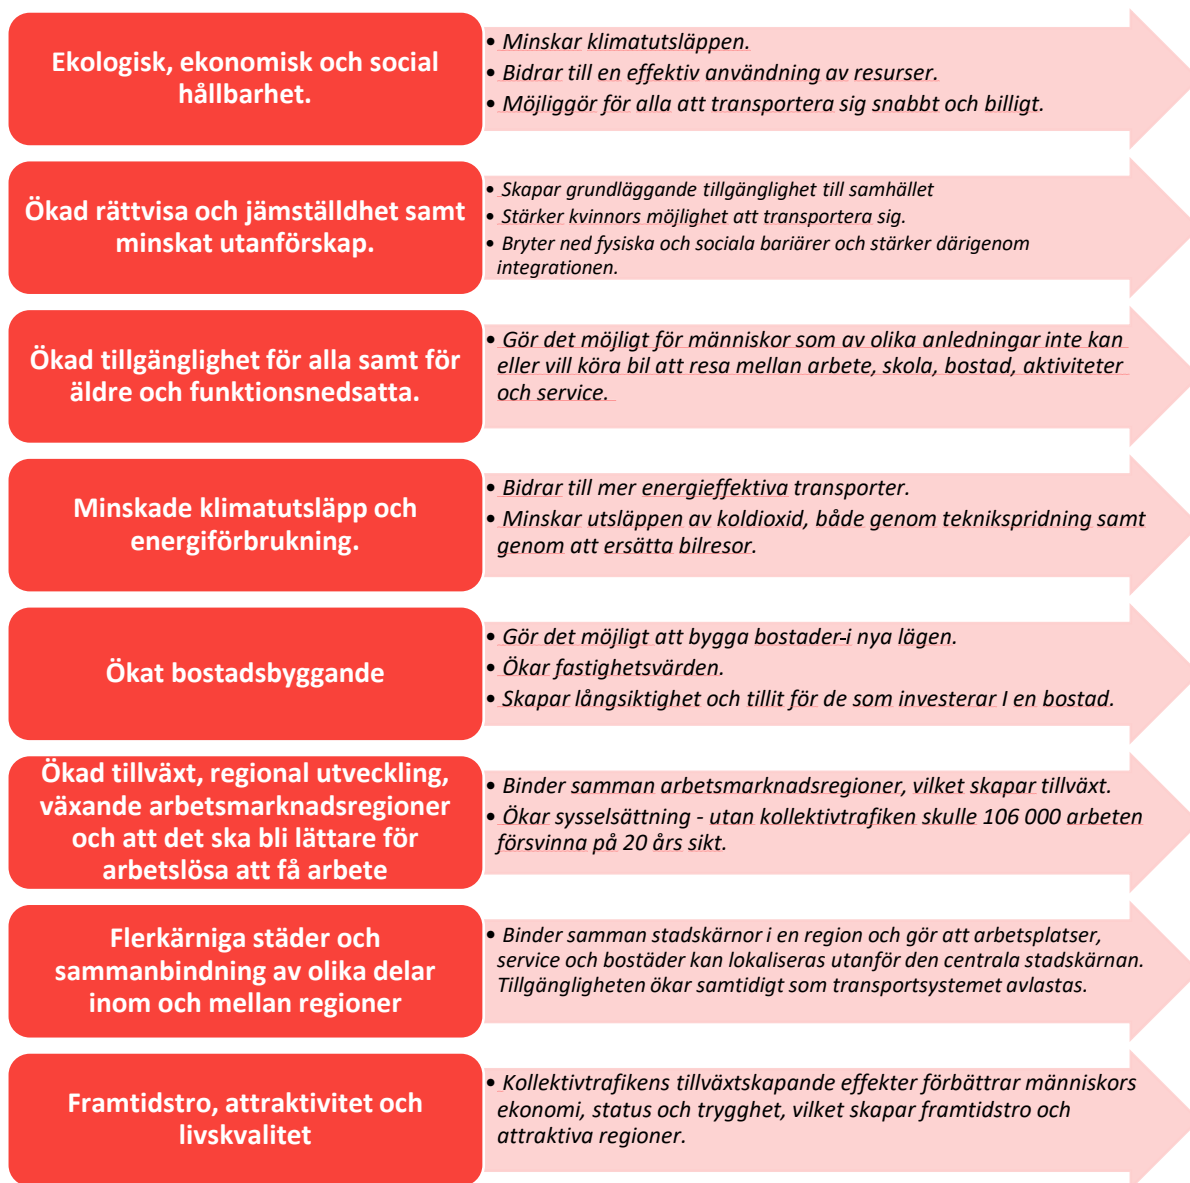 Ekologisk, ekonomisk och social
hållbarhet.
• Minskar klimatutsläppen.
• Bidrar till en effektiv användning av resurser.
• Möjliggör för alla att transportera sig snabbt och billigt.
Ökad rättvisa och jämställdhet samt
minskat utanförskap.
• Skapar grundläggande tillgänglighet till samhället
• Stärker kvinnors möjlighet att transportera sig.
• Bryter ned fysiska och sociala bariärer och stärker därigenom
integrationen.
Ökad tillgänglighet för alla samt för
äldre och funktionsnedsatta.
• Gör det möjligt för människor som av olika anledningar inte kan
eller vill köra bil att resa mellan arbete, skola, bostad, aktiviteter
och service.
Minskade klimatutsläpp och
energiförbrukning.
• Bidrar till mer energieffektiva transporter.
• Minskar utsläppen av koldioxid, både genom teknikspridning samt
genom att ersätta bilresor.
Ökat bostadsbyggande
• Gör det möjligt att bygga bostader-i nya lägen.
• Ökar fastighetsvärden.
• Skapar långsiktighet och tillit för de som investerar I en bostad.
Ökad tillväxt, regional utveckling,
växande arbetsmarknadsregioner
och att det ska bli lättare för
arbetslösa att få arbete
• Binder samman arbetsmarknadsregioner, vilket skapar tillväxt.
• Ökar sysselsättning - utan kollektivtrafiken skulle 106 000 arbeten
försvinna på 20 års sikt.
Flerkärniga städer och
sammanbindning av olika delar
inom och mellan regioner
• Binder samman stadskärnor i en region och gör att arbetsplatser,
service och bostäder kan lokaliseras utanför den centrala stadskärnan.
Tillgängligheten ökar samtidigt som transportsystemet avlastas.
Framtidstro, attraktivitet och
livskvalitet
• Kollektivtrafikens tillväxtskapande effekter förbättrar människors
ekonomi, status och trygghet, vilket skapar framtidstro och
attraktiva regioner.